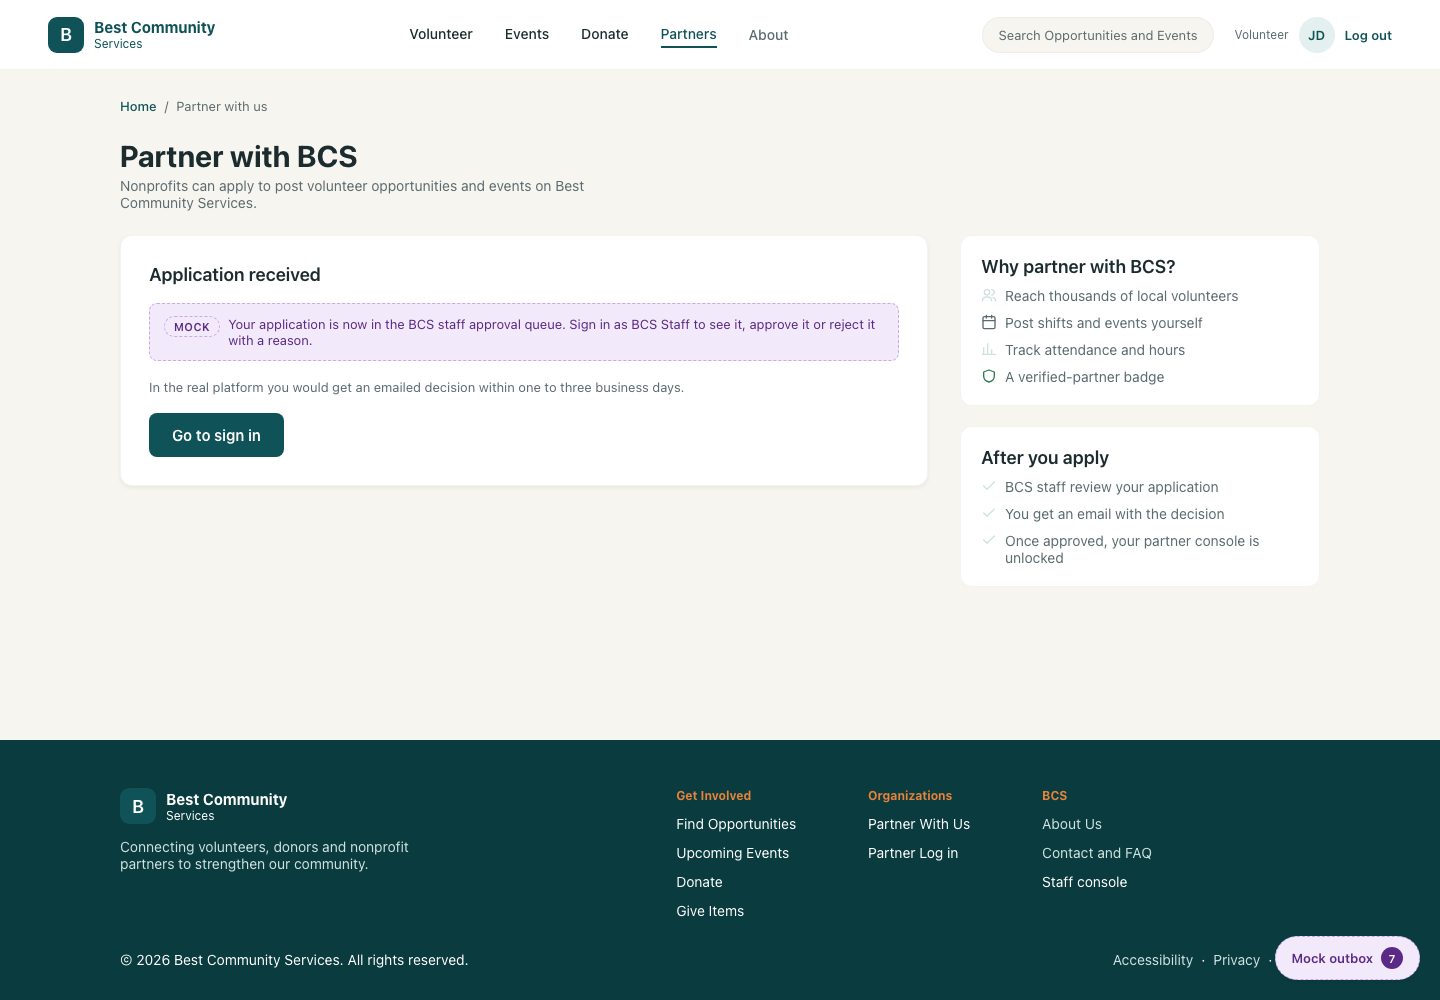 B
Best Community
Services
Volunteer
Events
Donate
Partners
About
Search Opportunities and Events
Volunteer
JD
Log out
Home / Partner with us
Partner with BCS
Nonprofits can apply to post volunteer opportunities and events on Best
Community Services.
Application received
MOCK
Your application is now in the BCS staff approval queue. Sign in as BCS Staff to see it, approve it or reject it
with a reason.
In the real platform you would get an emailed decision within one to three business days.
Go to sign in
Why partner with BCS?
Reach thousands of local volunteers
Post shifts and events yourself
Track attendance and hours
A verified-partner badge
After you apply
BCS staff review your application
You get an email with the decision
Once approved, your partner console is
unlocked
B
Best Community
Services
Connecting volunteers, donors and nonprofit
partners to strengthen our community.
Get Involved
Find Opportunities
Upcoming Events
Donate
Give Items
Organizations
Partner With Us
Partner Log in
BCS
About Us
Contact and FAQ
Staff console
© 2026 Best Community Services. All rights reserved.
Accessibility · Privacy ·
Mock outbox 7